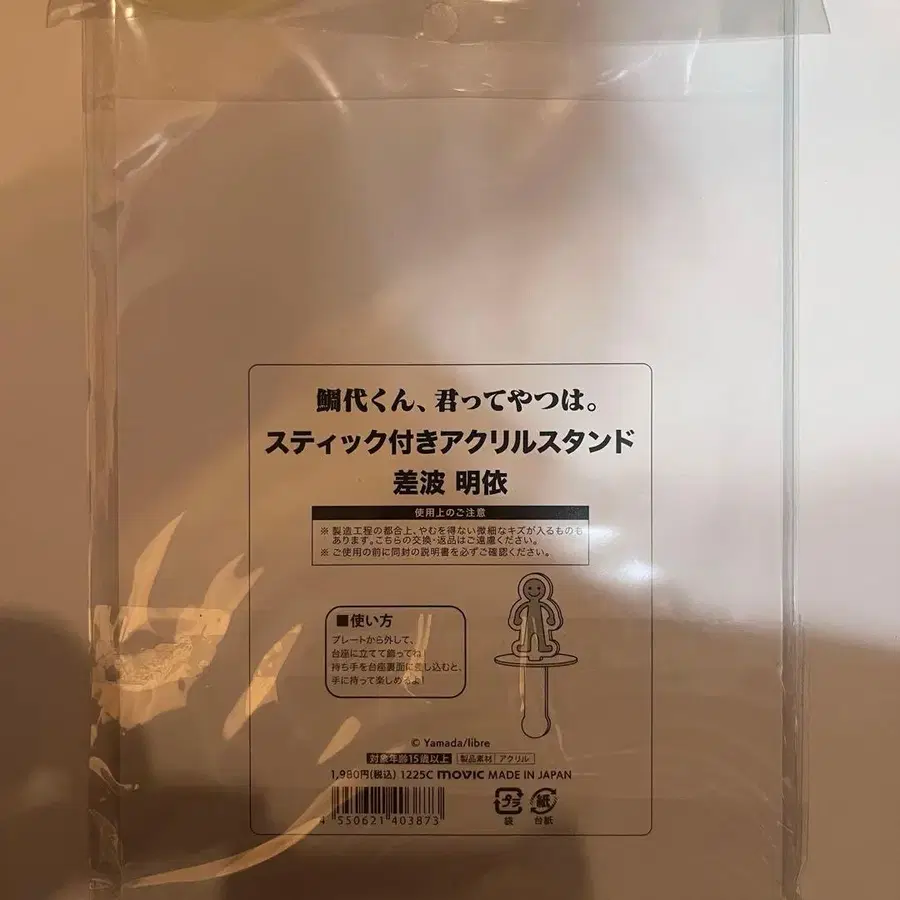 鯛代くん、君ってやつは。
スティック付きアクリルスタンド
差波 明依
使用上のご注意
※ 製造工程の都合上、やむを得ない微細なキズが入るものも
あります。こちらの交換・返品はご遠慮ください。
※ ご使用の前に同封の説明書を必ずご確認ください。
■使い方
プレートから外して、
台座に立てて飾ってね!
持ち手を台座裏面に差し込むと、
手に持って楽しめるよ!
© Yamada/libre
対象年齢15歳以上 製品素材 アクリル
1,980円(税込) 1225C movic MADE IN JAPAN
4 550621 403873
プラ 袋
紙 台紙